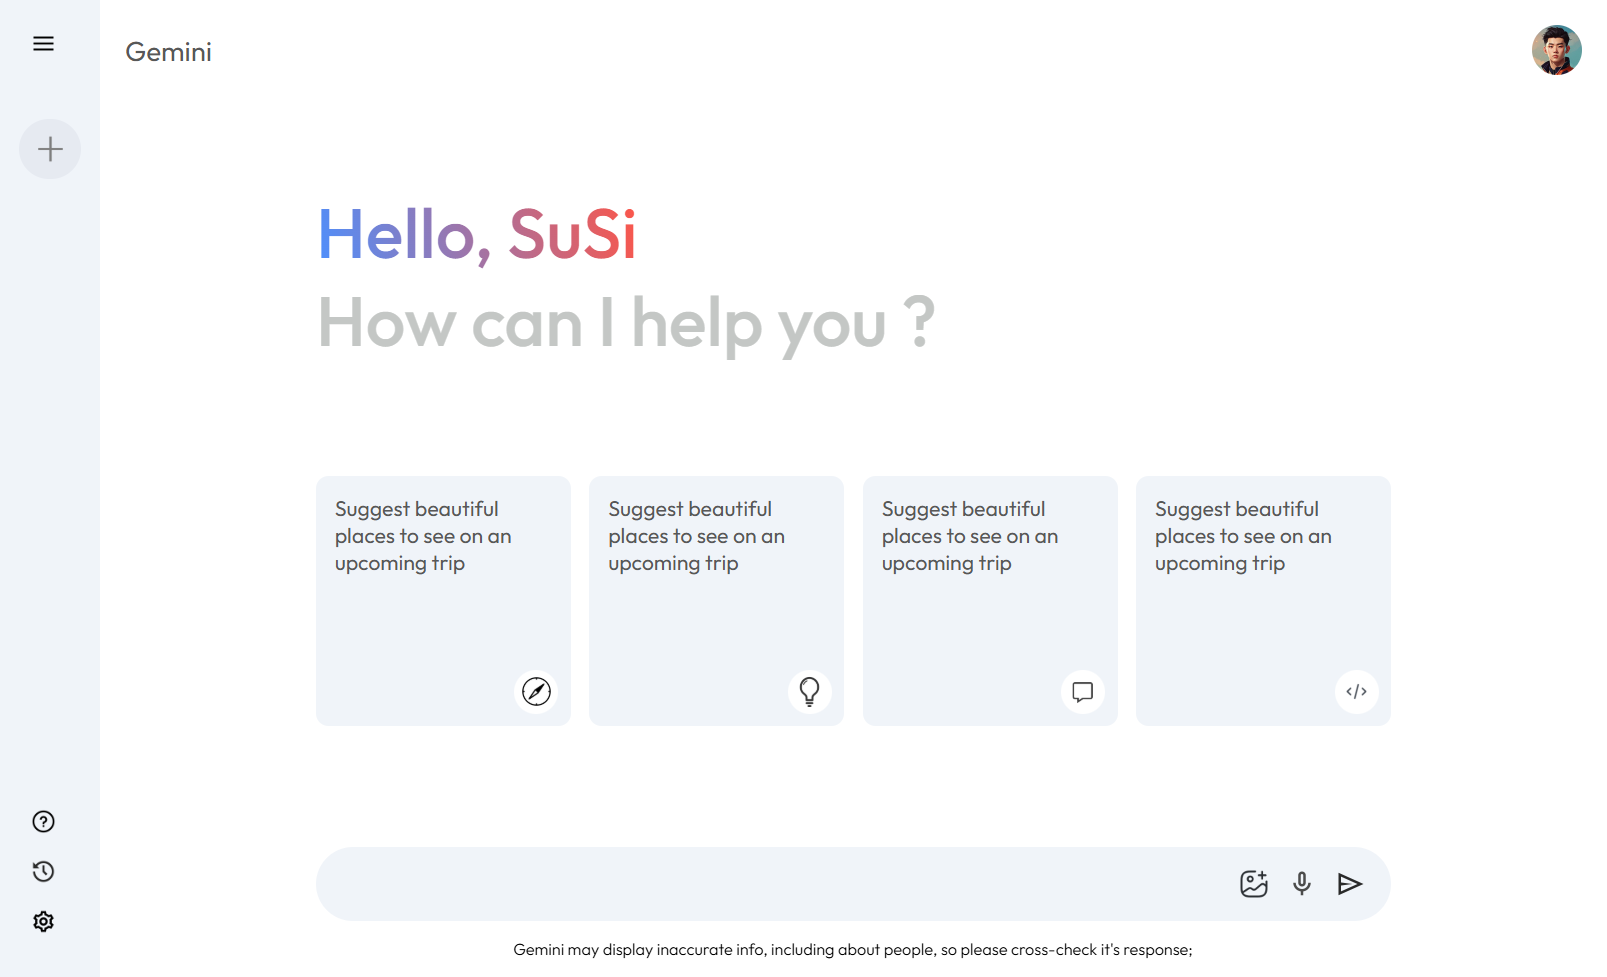 Gemini
Hello, SuSi
How can I help you ?
Suggest beautiful
places to see on an
upcoming trip
Suggest beautiful
places to see on an
upcoming trip
Suggest beautiful
places to see on an
upcoming trip
Suggest beautiful
places to see on an
upcoming trip
Gemini may display inaccurate info, including about people, so please cross-check it's response;